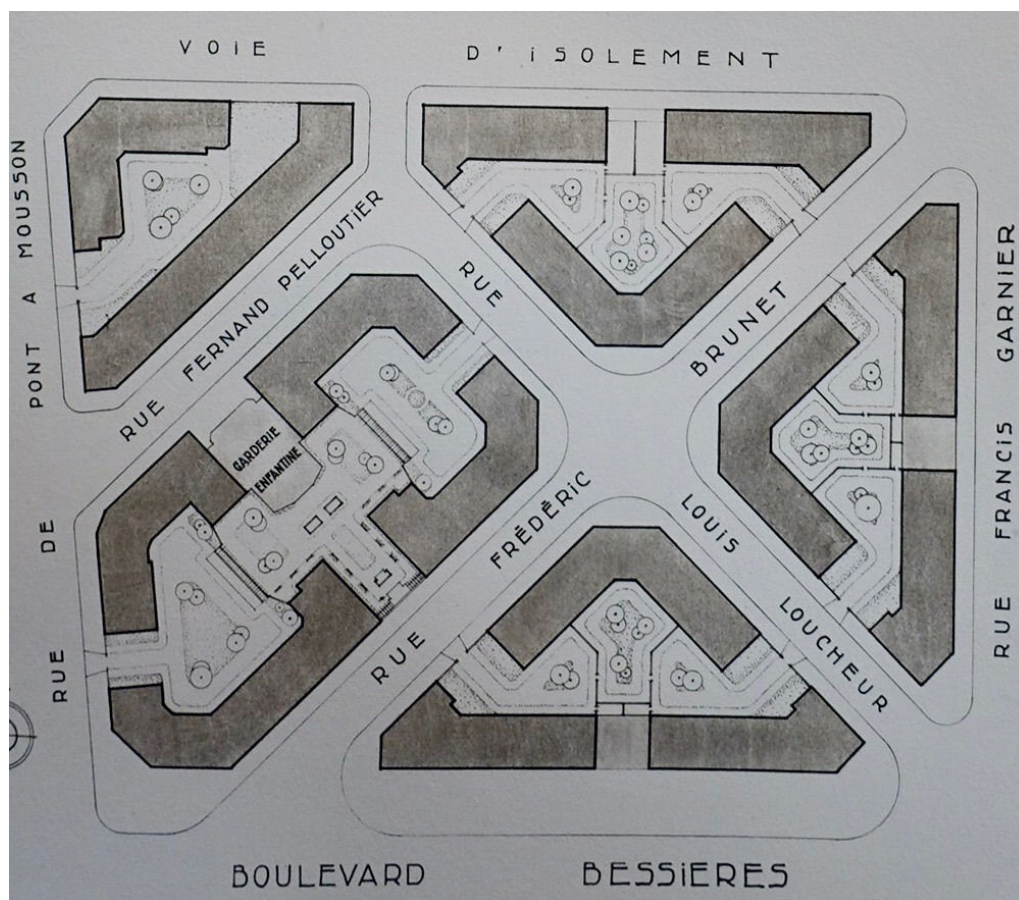 VOIE D'ISOLEMENT
RUE DE PONT A MOUSSON
RUE FERNAND PELLOUTIER
RUE LOUIS LOUCHEUR
RUE FRÉDÉRIC BRUNET
RUE FRANCIS GARNIER
GARDERIE
ENFANTINE
BOULEVARD BESSIERES